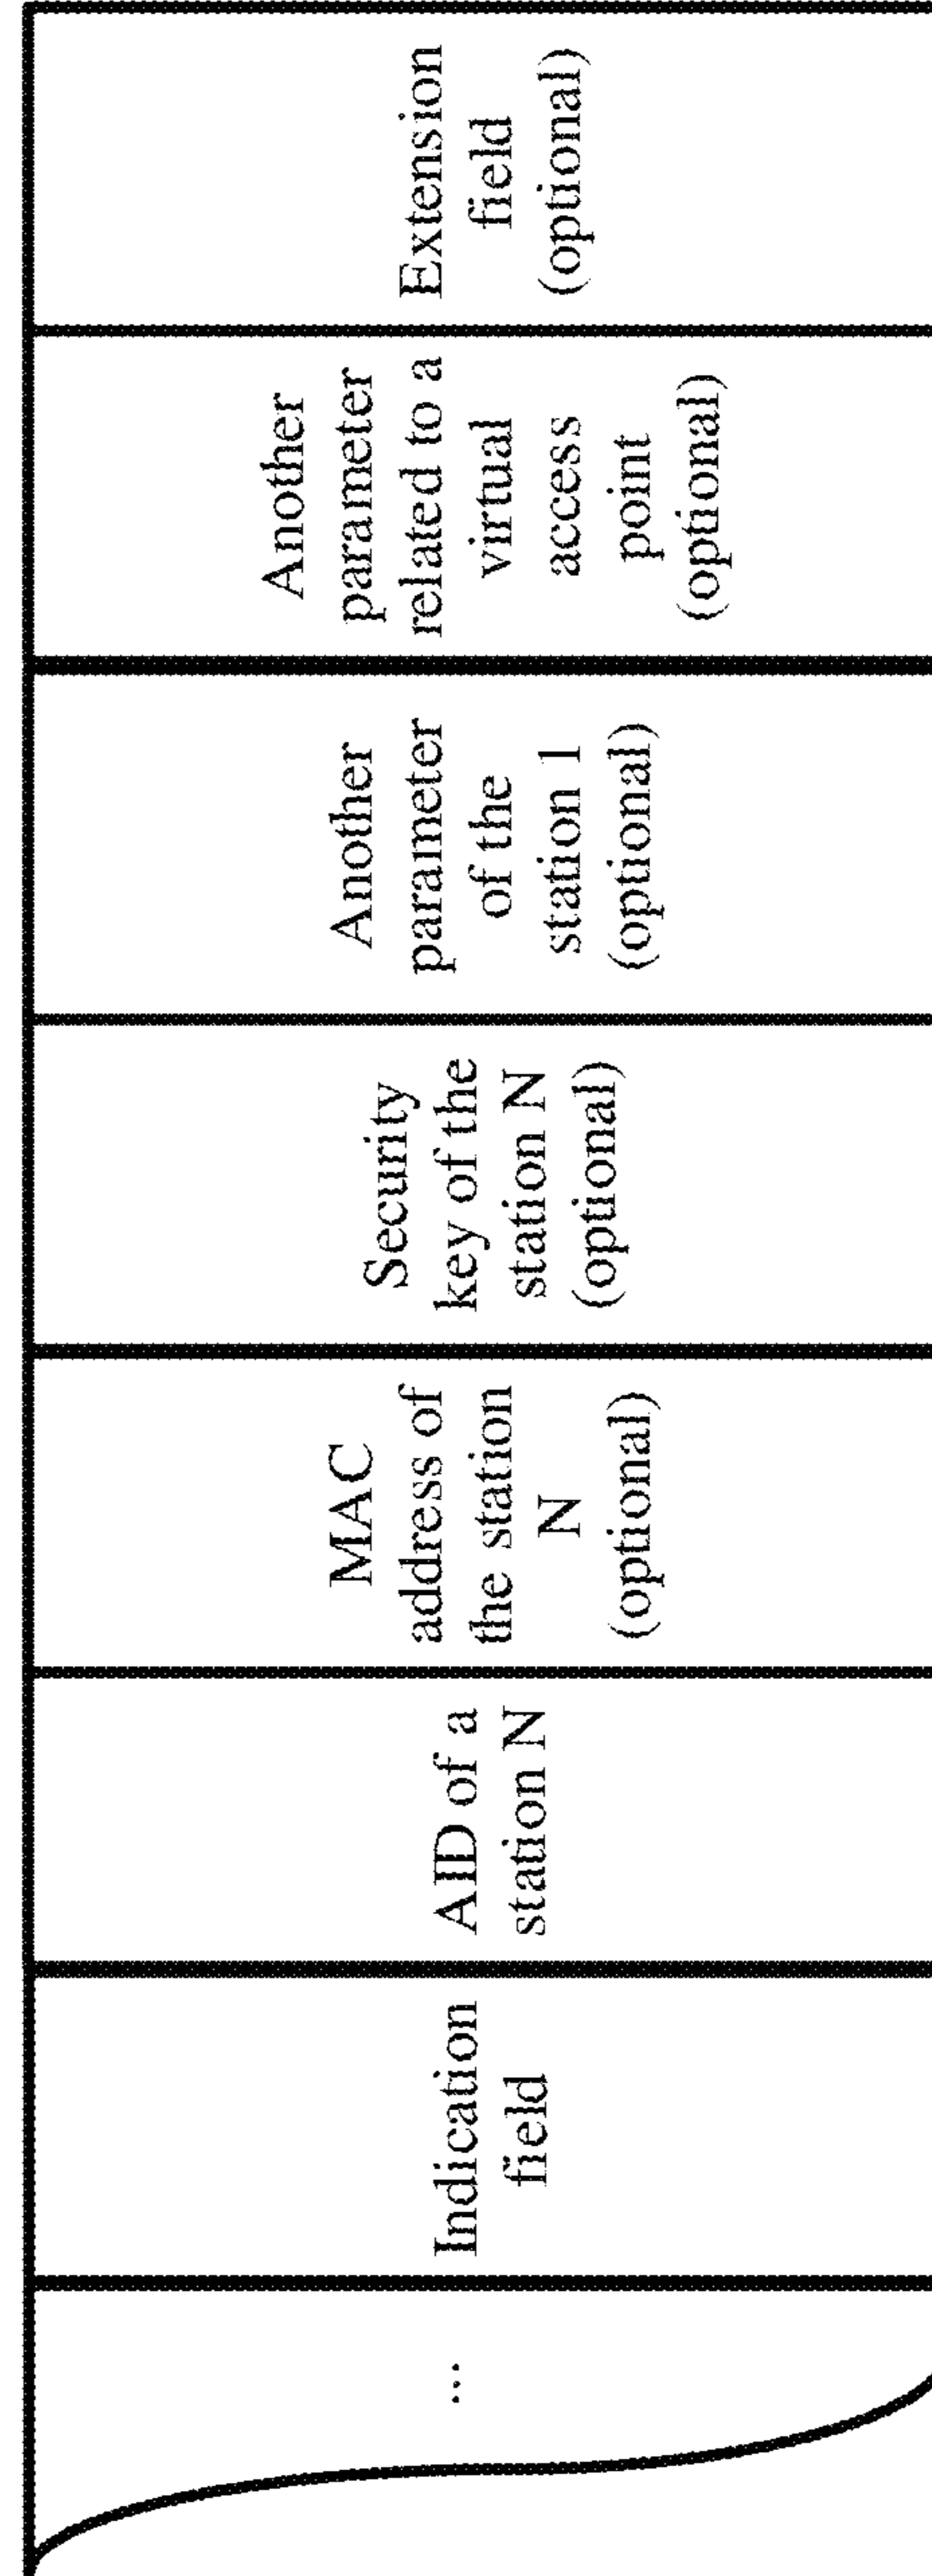 ...
Indication
field
AID of a
station N
MAC
address of
the station
N
(optional)
Security
key of the
station N
(optional)
Another
parameter
of the
station 1
(optional)
Another
parameter
related to a
virtual
access
point
(optional)
Extension
field
(optional)